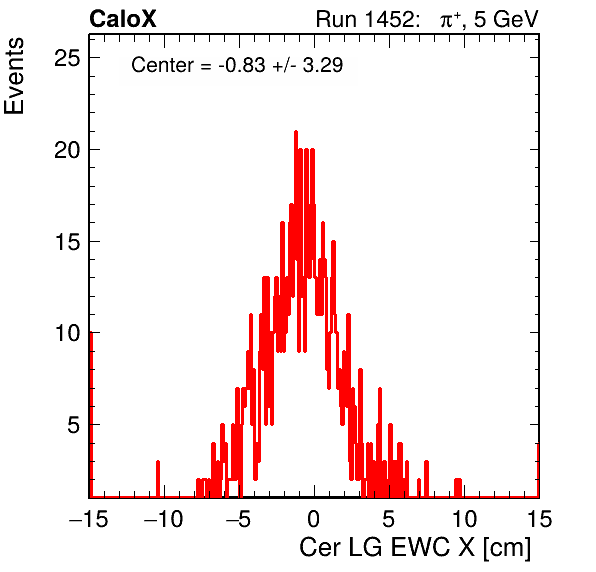 CaloX
Run 1452: π⁺, 5 GeV
Events
Center = -0.83 +/- 3.29
25
20
15
10
5
−15 −10 −5 0 5 10 15
Cer LG EWC X [cm]